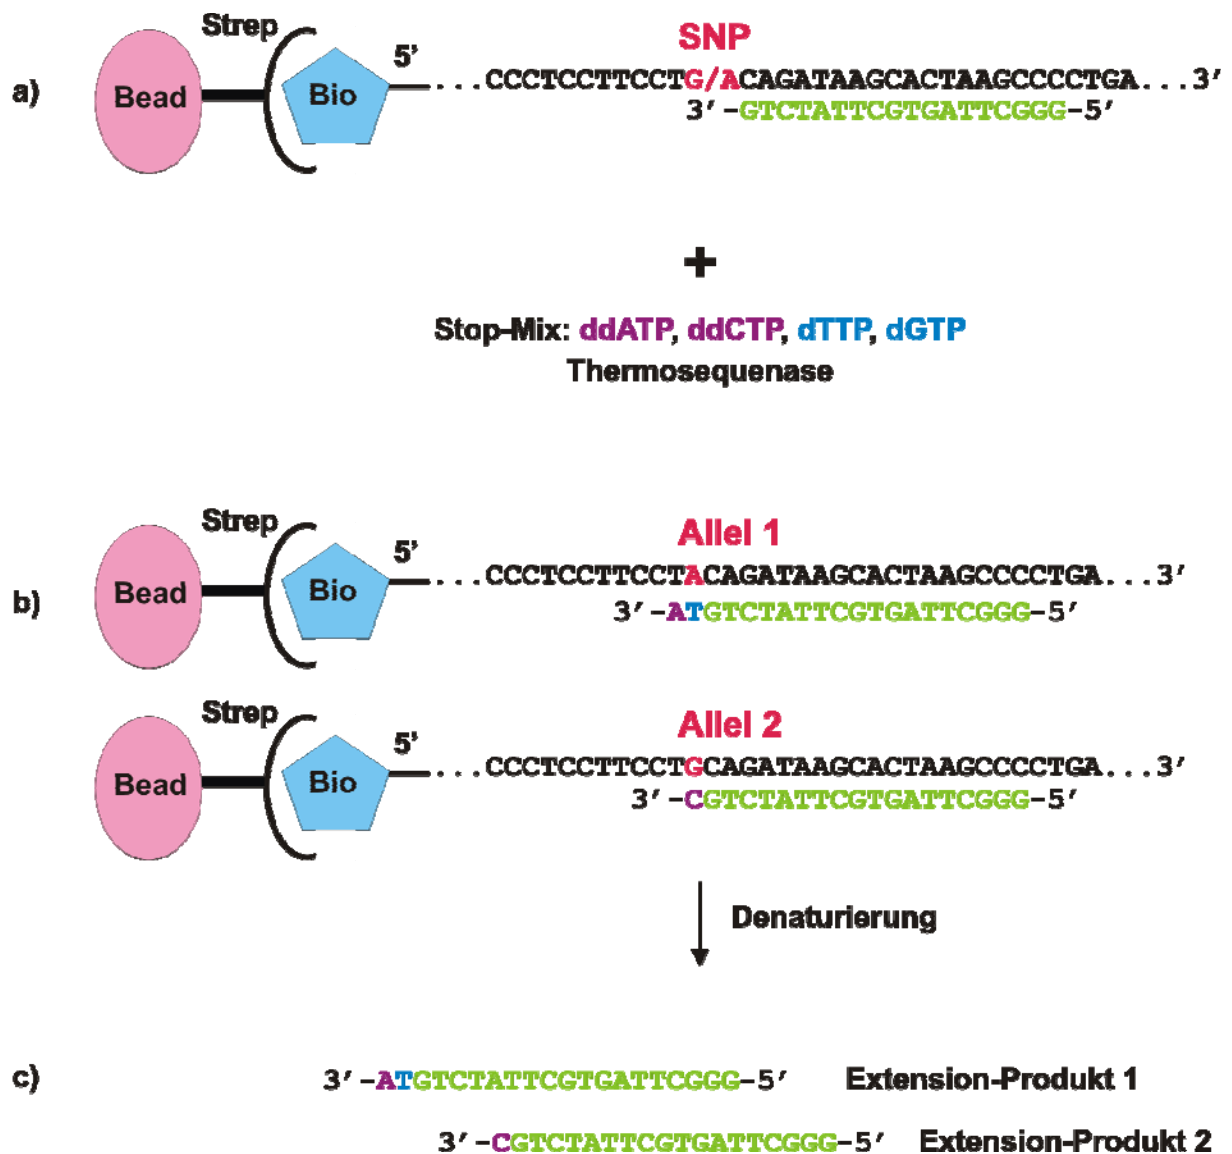 Strep
SNP
5’
a)
Bead
Bio
...CCCTCCTTCCTG/ACAGATAAGCACTAAGCCCCTGA...3’
3’-GTCTATTCGTGATTCGGG-5’
+
Stop-Mix: ddATP, ddCTP, dTTP, dGTP
Thermosequenase
Strep
Allel 1
5’
b)
Bead
Bio
...CCCTCCTTCCTACAGATAAGCACTAAGCCCCTGA...3’
3’-ATGTCTATTCGTGATTCGGG-5’
Strep
Allel 2
5’
Bead
Bio
...CCCTCCTTCCTGCAGATAAGCACTAAGCCCCTGA...3’
3’-CGTCTATTCGTGATTCGGG-5’
Denaturierung
c)
3’-ATGTCTATTCGTGATTCGGG-5’ Extension-Produkt 1
3’-CGTCTATTCGTGATTCGGG-5’ Extension-Produkt 2